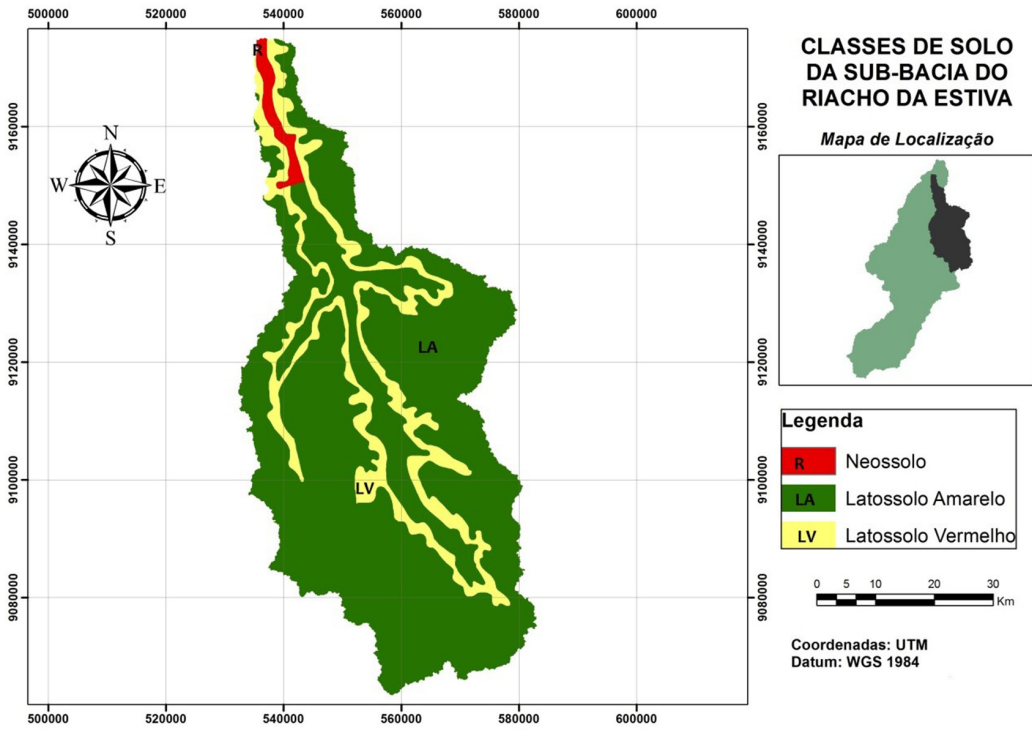 500000 520000 540000 560000 580000 600000
CLASSES DE SOLO
DA SUB-BACIA DO
RIACHO DA ESTIVA
Mapa de Localização
R
9160000 9160000
N
W E
S
9140000 9140000
LA
9120000 9120000
Legenda
R Neossolo
LA Latossolo Amarelo
LV Latossolo Vermelho
LV
9100000 9100000
0 5 10 20 30
Km
9080000 9080000
Coordenadas: UTM
Datum: WGS 1984
500000 520000 540000 560000 580000 600000